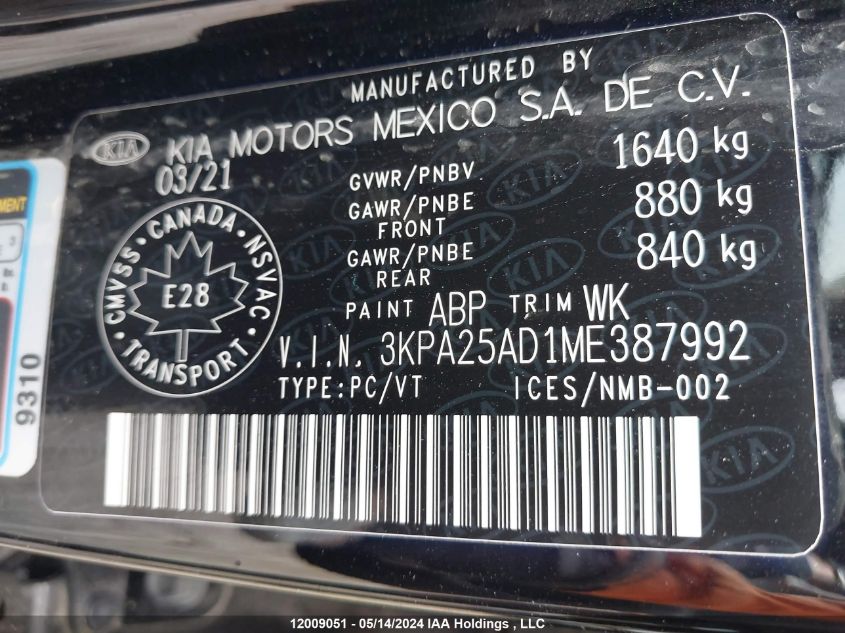 MANUFACTURED BY
KIA KIA MOTORS MEXICO S.A. DE C.V.
03/21
GVWR/PNBV 1640 kg
GAWR/PNBE FRONT 880 kg
GAWR/PNBE REAR 840 kg
CANADA · NSVAC · TRANSPORT · CMVSS ·
E28
PAINT ABP TRIM WK
V.I.N. 3KPA25AD1ME387992
TYPE:PC/VT ICES/NMB-002
9310
12009051 - 05/14/2024 IAA Holdings , LLC